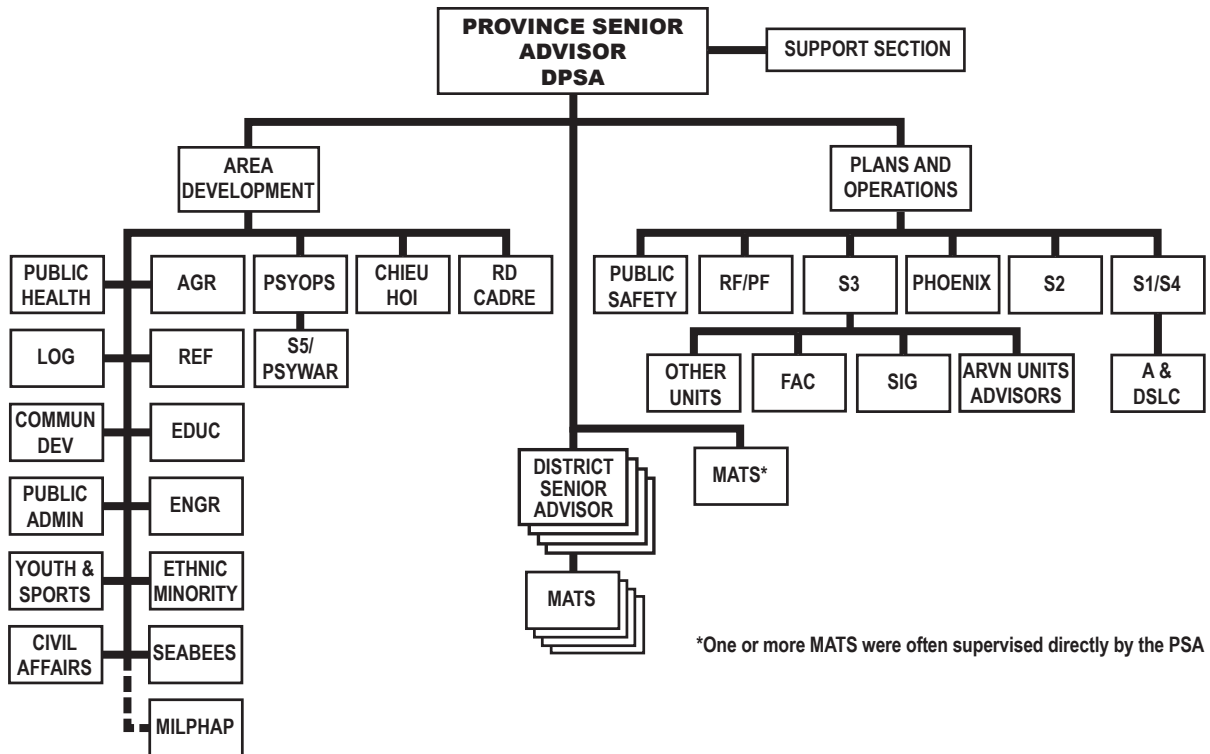 PROVINCE SENIOR
ADVISOR
DPSA
SUPPORT SECTION
AREA
DEVELOPMENT
PLANS AND
OPERATIONS
PUBLIC
HEALTH
AGR
PSYOPS
CHIEU
HOI
RD
CADRE
PUBLIC
SAFETY
RF/PF
S3
PHOENIX
S2
S1/S4
LOG
REF
S5/
PSYWAR
OTHER
UNITS
FAC
SIG
ARVN UNITS
ADVISORS
A &
DSLC
COMMUN
DEV
EDUC
DISTRICT
SENIOR
ADVISOR
MATS*
PUBLIC
ADMIN
ENGR
YOUTH &
SPORTS
ETHNIC
MINORITY
MATS
CIVIL
AFFAIRS
SEABEES
*One or more MATS were often supervised directly by the PSA
MILPHAP